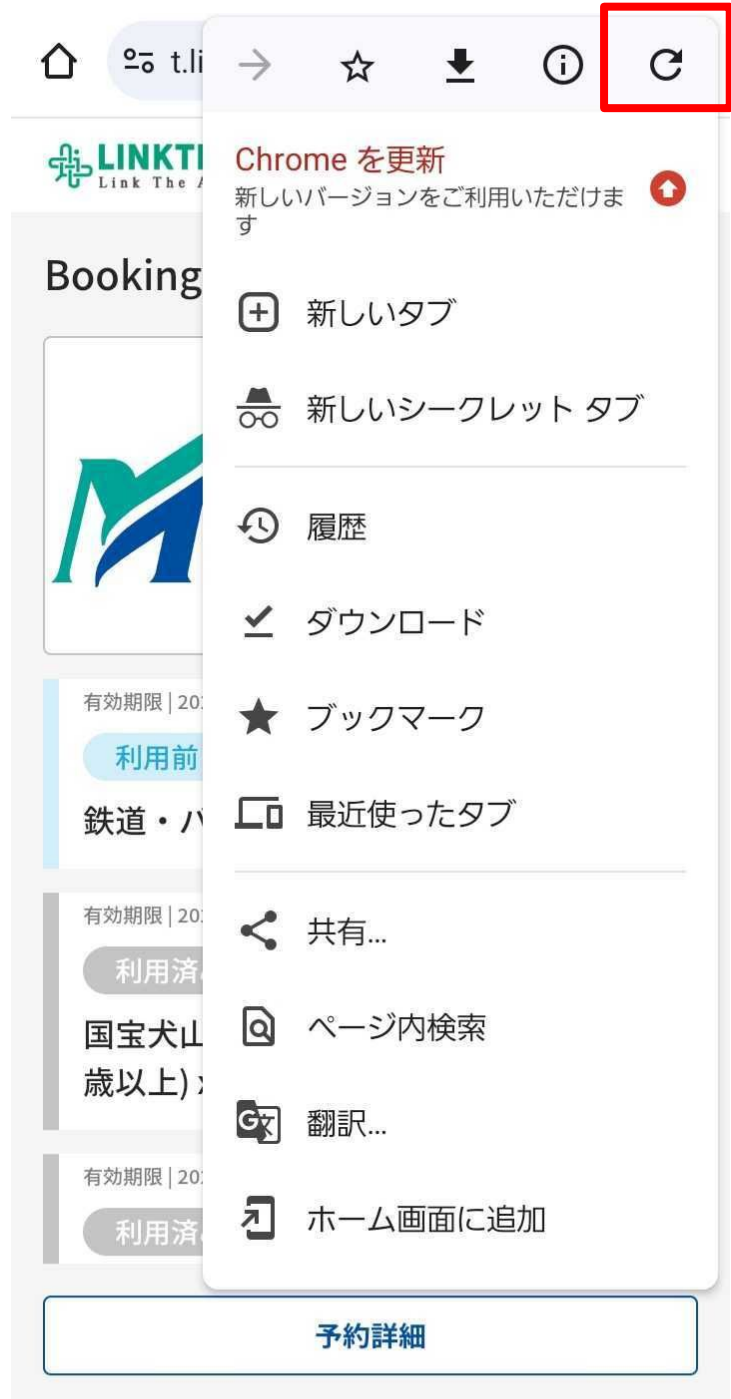 t.li
LINKTI
Link The A
Chrome を更新
新しいバージョンをご利用いただけま
す
Booking
新しいタブ
新しいシークレット タブ
履歴
ダウンロード
有効期限 | 202
ブックマーク
利用前
最近使ったタブ
鉄道・バ
有効期限 | 202
共有...
利用済
国宝犬山
ページ内検索
歳以上) x
翻訳...
有効期限 | 202
利用済
ホーム画面に追加
予約詳細